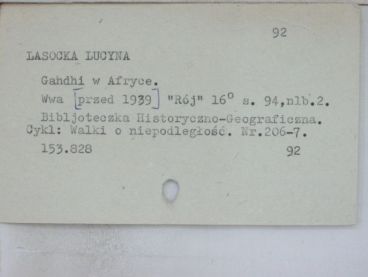 92
LASOCKA LUCYNA
Gahdhi w Afryce.
Wwa [przed 1939] "Rój" 16° s. 94,nlb.2.
Bibljoteczka Historyczno-Geograficzna.
Cykl: Walki o niepodległość. Nr.206-7.
153.828 92